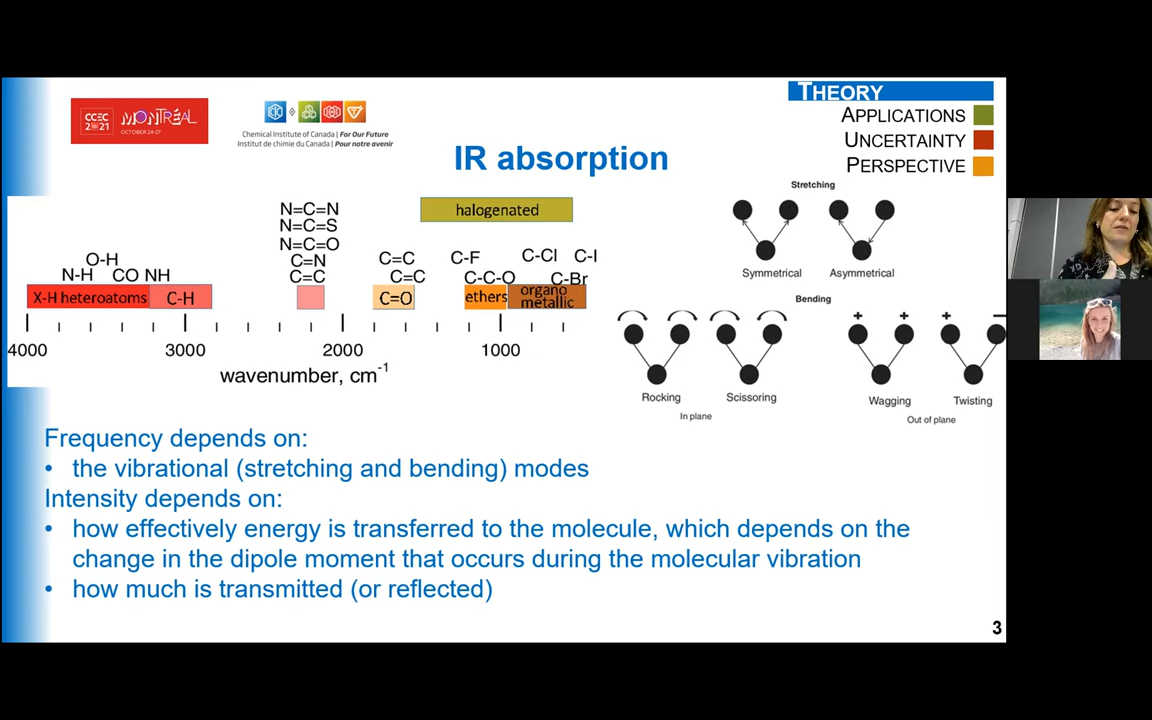 THEORY
APPLICATIONS
UNCERTAINTY
PERSPECTIVE
CCEC
2021
MONTRÉAL
OCTOBER 24-27
Chemical Institute of Canada | For Our Future
Institut de chimie du Canada | Pour notre avenir
IR absorption
N=C=N
N=C=S
N=C=O
C=N
C=C
halogenated
O-H
N-H
CO NH
C=C
C=C
C-F
C-C-O
C-Cl
C-I
C-Br
X-H heteroatoms
C-H
C=O
ethers
organo
metallic
4000
3000
2000
1000
wavenumber, cm-1
Stretching
Symmetrical
Asymmetrical
Bending
+ + + –
Rocking
Scissoring
Wagging
Twisting
In plane
Out of plane
Frequency depends on:
• the vibrational (stretching and bending) modes
Intensity depends on:
• how effectively energy is transferred to the molecule, which depends on the
change in the dipole moment that occurs during the molecular vibration
• how much is transmitted (or reflected)
3